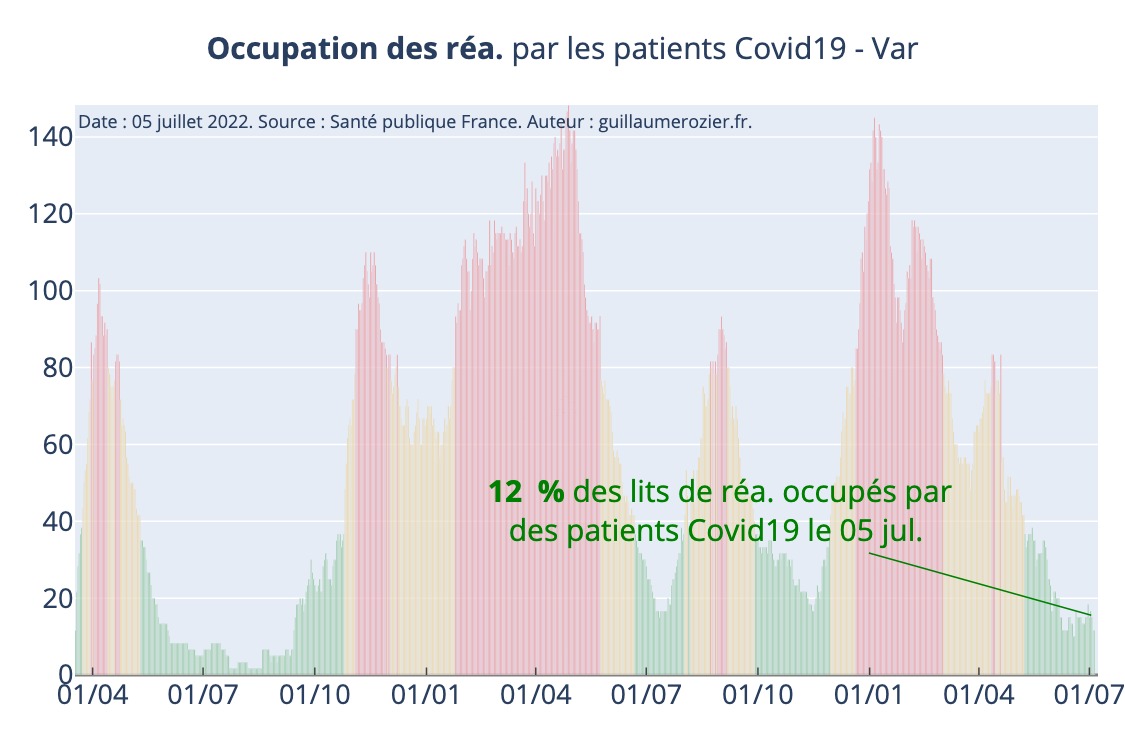 Occupation des réa. par les patients Covid19 - Var
Date : 05 juillet 2022. Source : Santé publique France. Auteur : guillaumerozier.fr.
140
120
100
80
60
40
20
0
12 % des lits de réa. occupés par
des patients Covid19 le 05 jul.
01/04 01/07 01/10 01/01 01/04 01/07 01/10 01/01 01/04 01/07